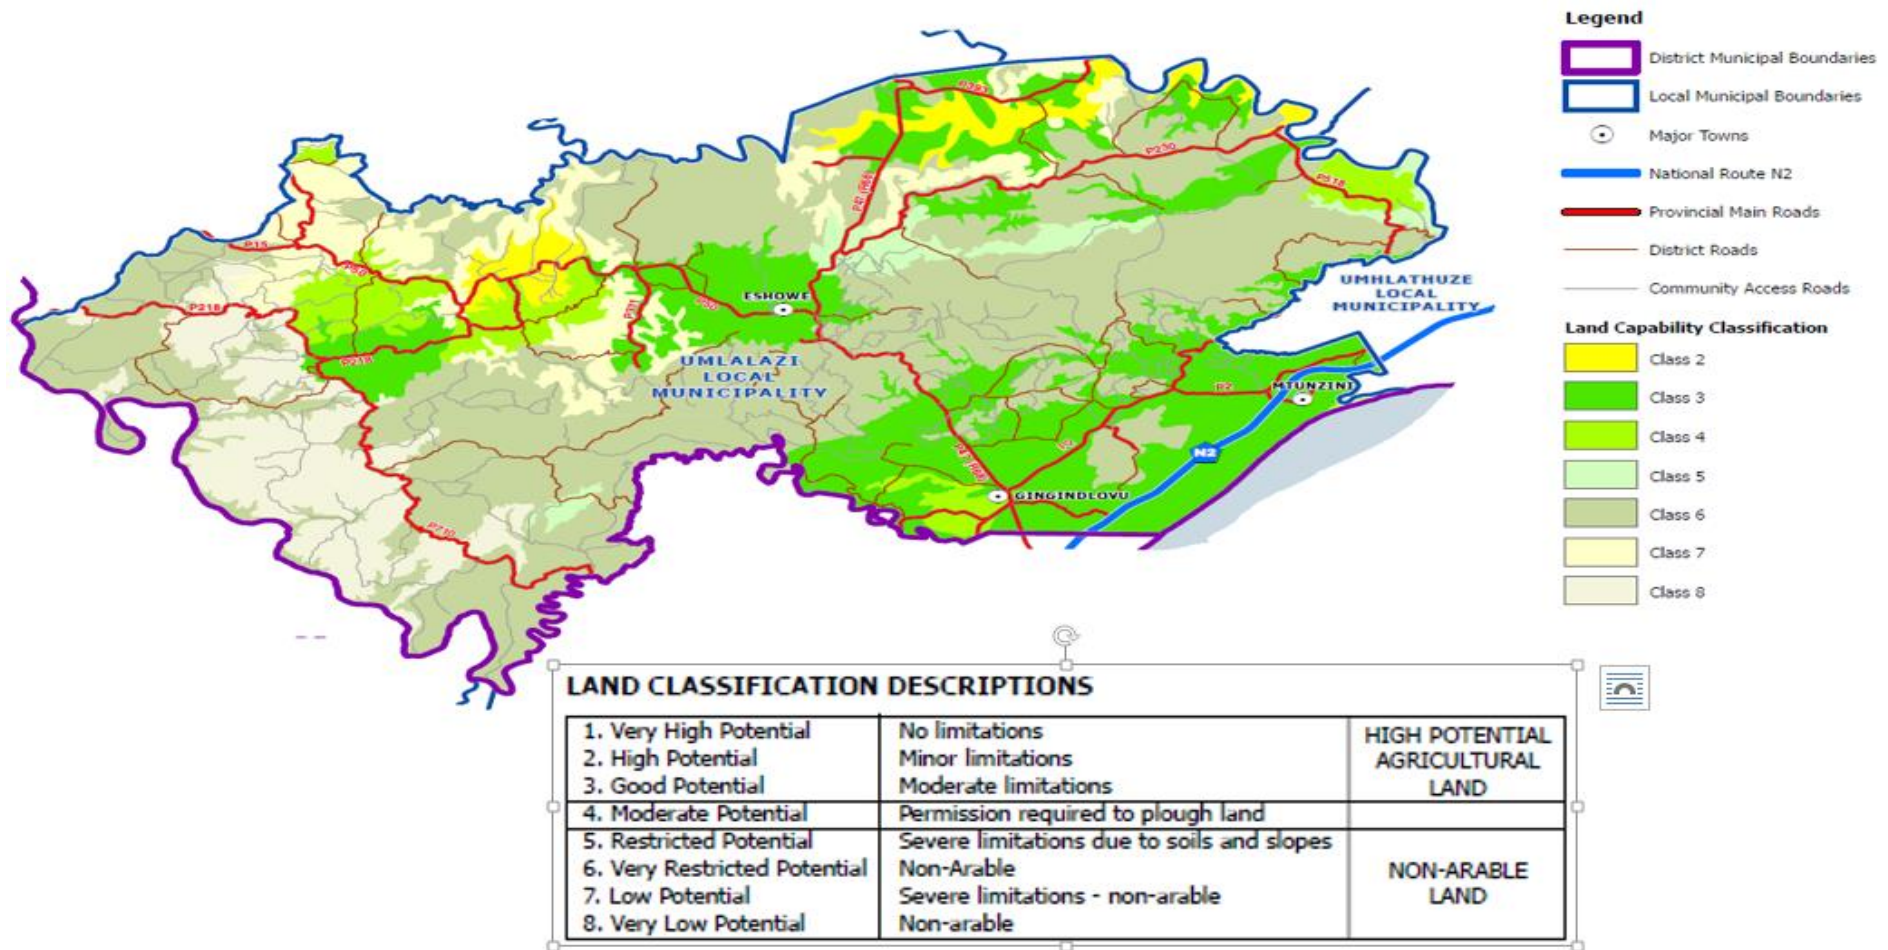 Legend
District Municipal Boundaries
Local Municipal Boundaries
Major Towns
National Route N2
Provincial Main Roads
District Roads
Community Access Roads
Land Capability Classification
Class 2
Class 3
Class 4
Class 5
Class 6
Class 7
Class 8
P230
P518
P15
P50
P218
P218
ESHOWE
UMHLATHUZE
LOCAL
MUNICIPALITY
UMLALAZI
LOCAL
MUNICIPALITY
P2
MTUNZINI
N2
GINGINDLOVU
P710
LAND CLASSIFICATION DESCRIPTIONS
1. Very High Potential No limitations
2. High Potential Minor limitations
3. Good Potential Moderate limitations
HIGH POTENTIAL
AGRICULTURAL
LAND
4. Moderate Potential Permission required to plough land
5. Restricted Potential Severe limitations due to soils and slopes
6. Very Restricted Potential Non-Arable
7. Low Potential Severe limitations - non-arable
8. Very Low Potential Non-arable
NON-ARABLE
LAND